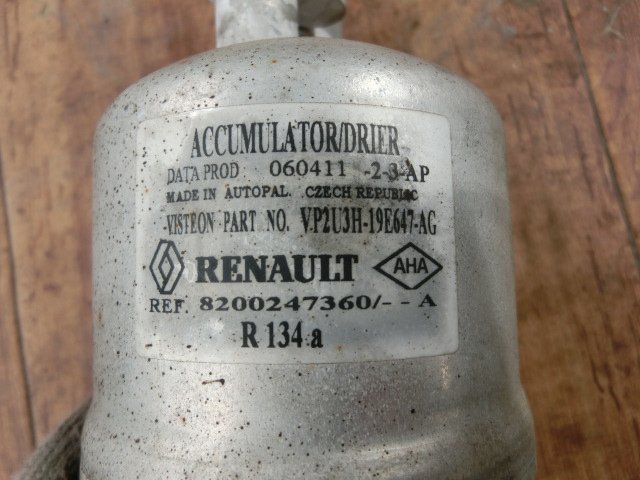 ACCUMULATOR/DRIER
DATA PROD 060411 -2-3-AP
MADE IN AUTOPAL. CZECH REPUBLIC
VISTEON PART NO. VP2U3H-19E647-AG
RENAULT AHA
REF. 8200247360/-- A
R 134 a